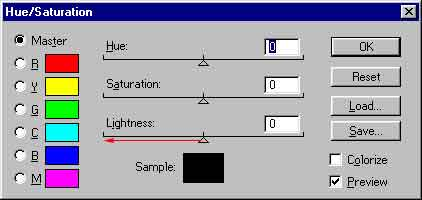 Hue/Saturation
Master
R
Y
G
C
B
M
Hue: 0
Saturation: 0
Lightness: 0
Sample:
OK
Reset
Load...
Save...
Colorize
Preview